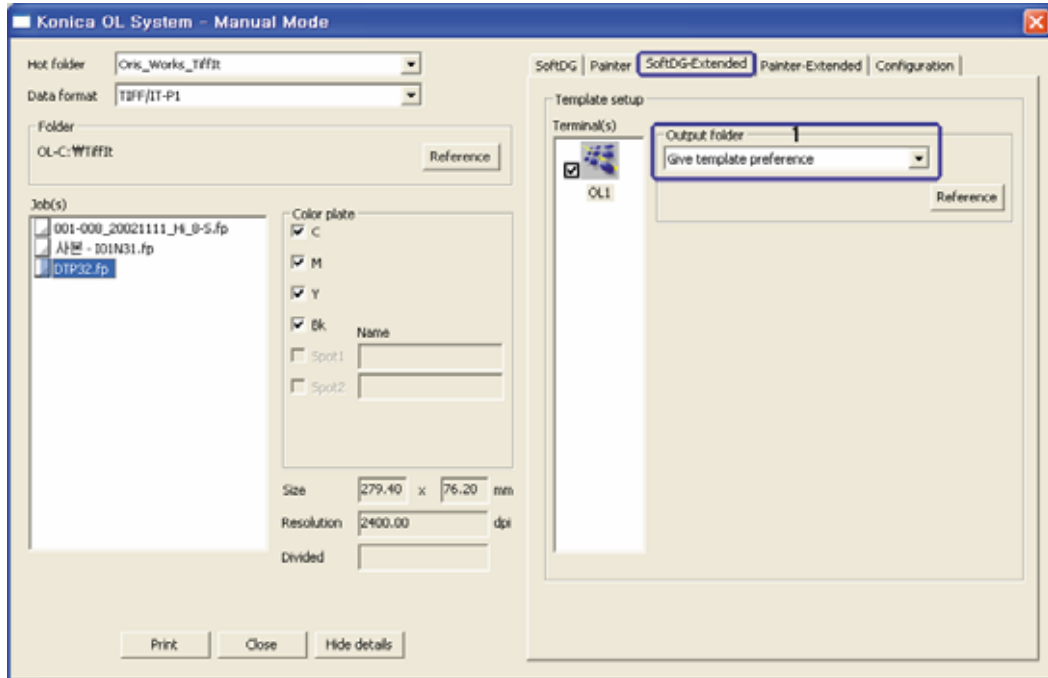 Konica OL System - Manual Mode
Hot folder Oris_Works_TiffIt
Data format TIFF/IT-P1
Folder
OL-C:₩TiffIt
Reference
Job(s)
001-008_20021111_Hi_8-S.fp
사본 - I01N31.fp
DTP32.fp
Color plate
C
M
Y
Bk
Name
Spot1
Spot2
Size 279.40 x 76.20 mm
Resolution 2400.00 dpi
Divided
Print Close Hide details
SoftDG Painter SoftDG-Extended Painter-Extended Configuration
Template setup
Terminal(s)
OL1
Output folder 1
Give template preference
Reference